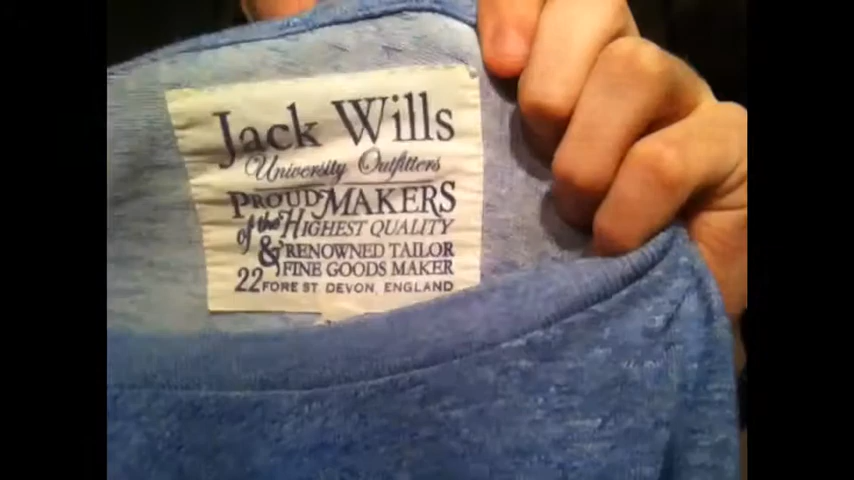 Jack Wills
University Outfitters
PROUD MAKERS
of the HIGHEST QUALITY
& RENOWNED TAILOR
FINE GOODS MAKER
22 FORE ST DEVON, ENGLAND